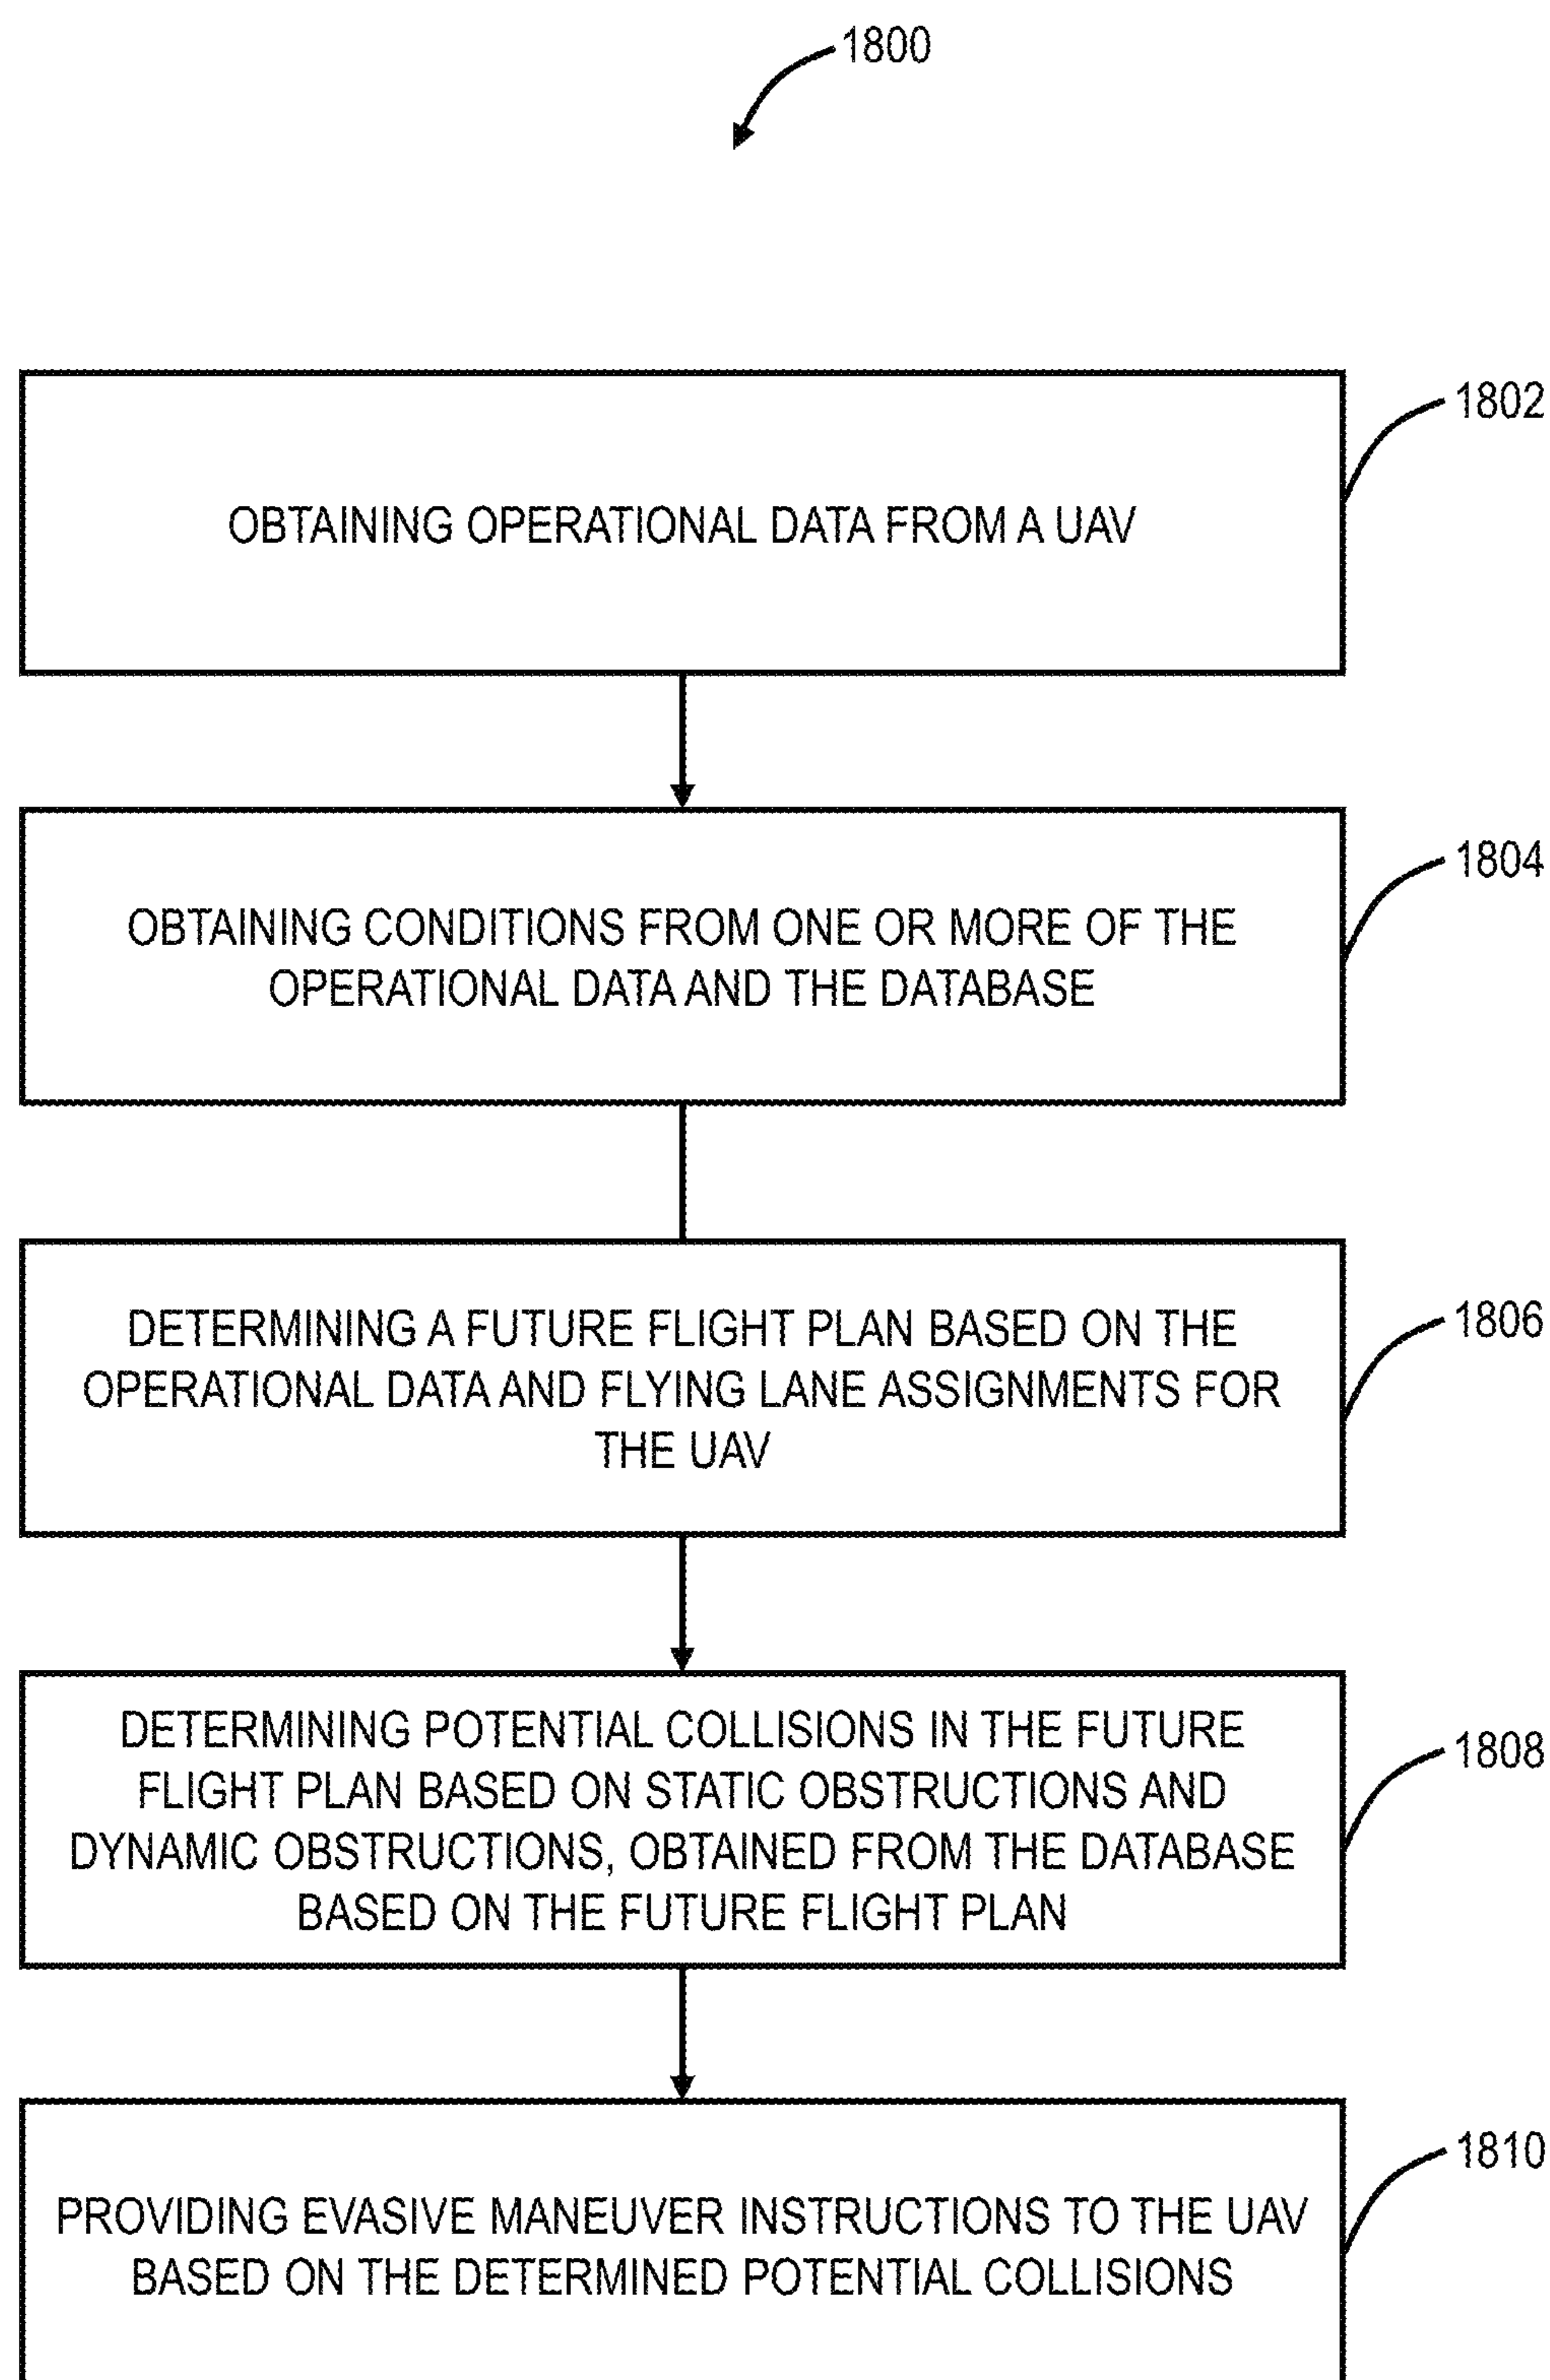 1800
1802
OBTAINING OPERATIONAL DATA FROM A UAV
1804
OBTAINING CONDITIONS FROM ONE OR MORE OF THE
OPERATIONAL DATA AND THE DATABASE
1806
DETERMINING A FUTURE FLIGHT PLAN BASED ON THE
OPERATIONAL DATA AND FLYING LANE ASSIGNMENTS FOR
THE UAV
1808
DETERMINING POTENTIAL COLLISIONS IN THE FUTURE
FLIGHT PLAN BASED ON STATIC OBSTRUCTIONS AND
DYNAMIC OBSTRUCTIONS, OBTAINED FROM THE DATABASE
BASED ON THE FUTURE FLIGHT PLAN
1810
PROVIDING EVASIVE MANEUVER INSTRUCTIONS TO THE UAV
BASED ON THE DETERMINED POTENTIAL COLLISIONS